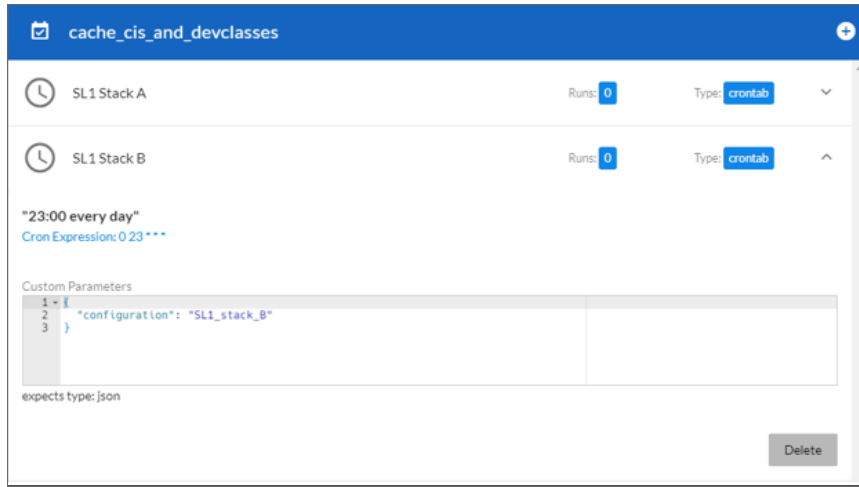 cache_cis_and_devclasses
SL1 Stack A Runs: 0 Type: crontab
SL1 Stack B Runs: 0 Type: crontab
"23:00 every day"
Cron Expression: 0 23 * * *
Custom Parameters
1 {
2 "configuration": "SL1_stack_B"
3 }
expects type: json
Delete